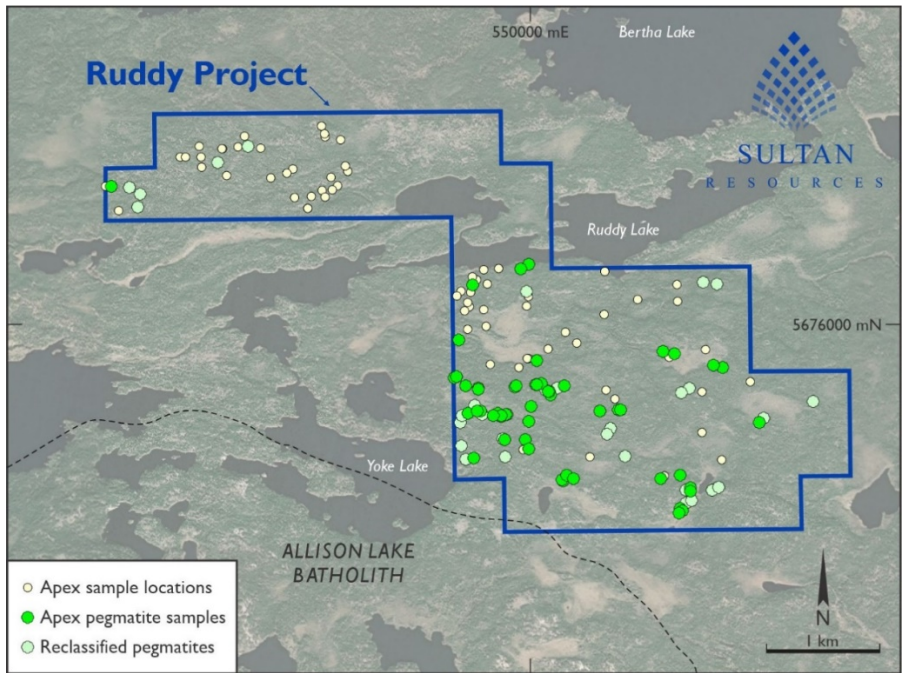 550000 mE
Bertha Lake
Ruddy Project
SULTAN
RESOURCES
Ruddy Lake
5676000 mN
Yoke Lake
ALLISON LAKE
BATHOLITH
Apex sample locations
Apex pegmatite samples
Reclassified pegmatites
N
1 km